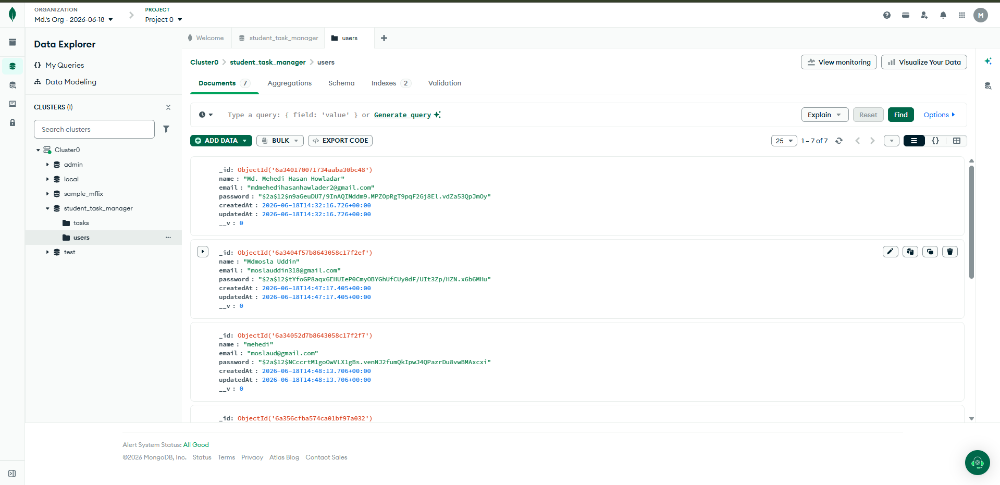 ORGANIZATION
Md.'s Org - 2026-06-18
PROJECT
Project 0
M
Data Explorer
My Queries
Data Modeling
CLUSTERS (1)
Search clusters
Cluster0
admin
local
sample_mflix
student_task_manager
tasks
users
test
Welcome
student_task_manager
users
Cluster0 > student_task_manager > users
View monitoring
Visualize Your Data
Documents 7
Aggregations
Schema
Indexes 2
Validation
Type a query: { field: 'value' } or Generate query
Explain
Reset
Find
Options
ADD DATA
BULK
EXPORT CODE
25
1 – 7 of 7
_id: ObjectId('6a340170071734aaba30bc48')
name : "Md. Mehedi Hasan Howladar"
email : "mdmehedihasanhawlader2@gmail.com"
password : "$2a$12$n9aGeuDU7/9InAQIMddm9.MPZOpRgT9pqF2Gj8El.vdZa53QpJmOy"
createdAt : 2026-06-18T14:32:16.726+00:00
updatedAt : 2026-06-18T14:32:16.726+00:00
__v : 0
_id: ObjectId('6a3404f57b8643058c17f2ef')
name : "Mdmosla Uddin"
email : "moslauddin318@gmail.com"
password : "$2a$12$tYfoGP8aqx6EHUIeP0CmyOBYGhUfCUy0dF/UIt3Zp/HZN.x6b6MHu"
createdAt : 2026-06-18T14:47:17.405+00:00
updatedAt : 2026-06-18T14:47:17.405+00:00
__v : 0
_id: ObjectId('6a34052d7b8643058c17f2f7')
name : "mehedi"
email : "moslaud@gmail.com"
password : "$2a$12$NCccrtM1goOwVLX1gBs.venNJ2fumQkIpwJ4QPazrDu8vwBMAxcxi"
createdAt : 2026-06-18T14:48:13.706+00:00
updatedAt : 2026-06-18T14:48:13.706+00:00
__v : 0
_id: ObjectId('6a356cfba574ca01bf97a032')
Alert System Status: All Good
©2026 MongoDB, Inc. Status Terms Privacy Atlas Blog Contact Sales